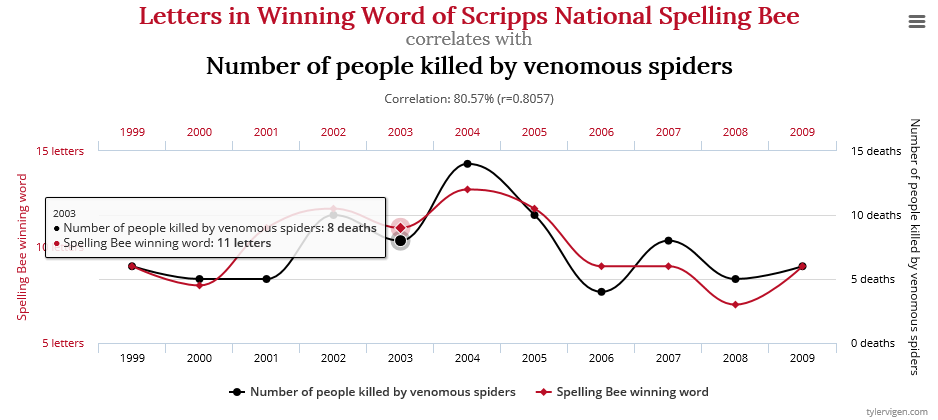 Letters in Winning Word of Scripps National Spelling Bee
correlates with
Number of people killed by venomous spiders
Correlation: 80.57% (r=0.8057)
1999 2000 2001 2002 2003 2004 2005 2006 2007 2008 2009
Spelling Bee winning word
15 letters
10 letters
5 letters
2003
Number of people killed by venomous spiders: 8 deaths
Spelling Bee winning word: 11 letters
15 deaths
10 deaths
5 deaths
0 deaths
Number of people killed by venomous spiders
1999 2000 2001 2002 2003 2004 2005 2006 2007 2008 2009
Number of people killed by venomous spiders Spelling Bee winning word
tylervigen.com